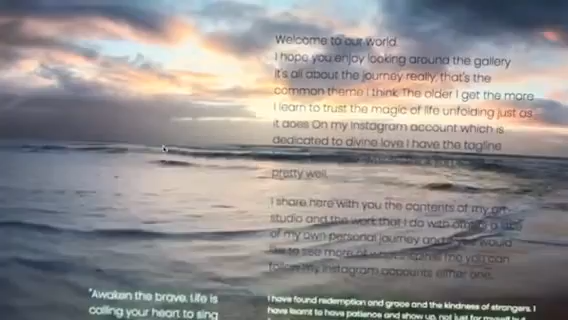 Welcome to our world.
I hope you enjoy looking around the gallery
It's all about the journey really, that's the
common theme I think. The older I get the more
I learn to trust the magic of life unfolding just as
it does On my Instagram account which is
dedicated to divine love I have the tagline
pretty well.
I share here with you the contents of my art
studio and the work that I do with
of my own personal journey and would
like to see more of me you can
follow my Instagram accounts either one.
"Awaken the brave. Life is
calling your heart to sing
I have found redemption and grace and the kindness of strangers. I
have learnt to have patience and show up, not just for myself but